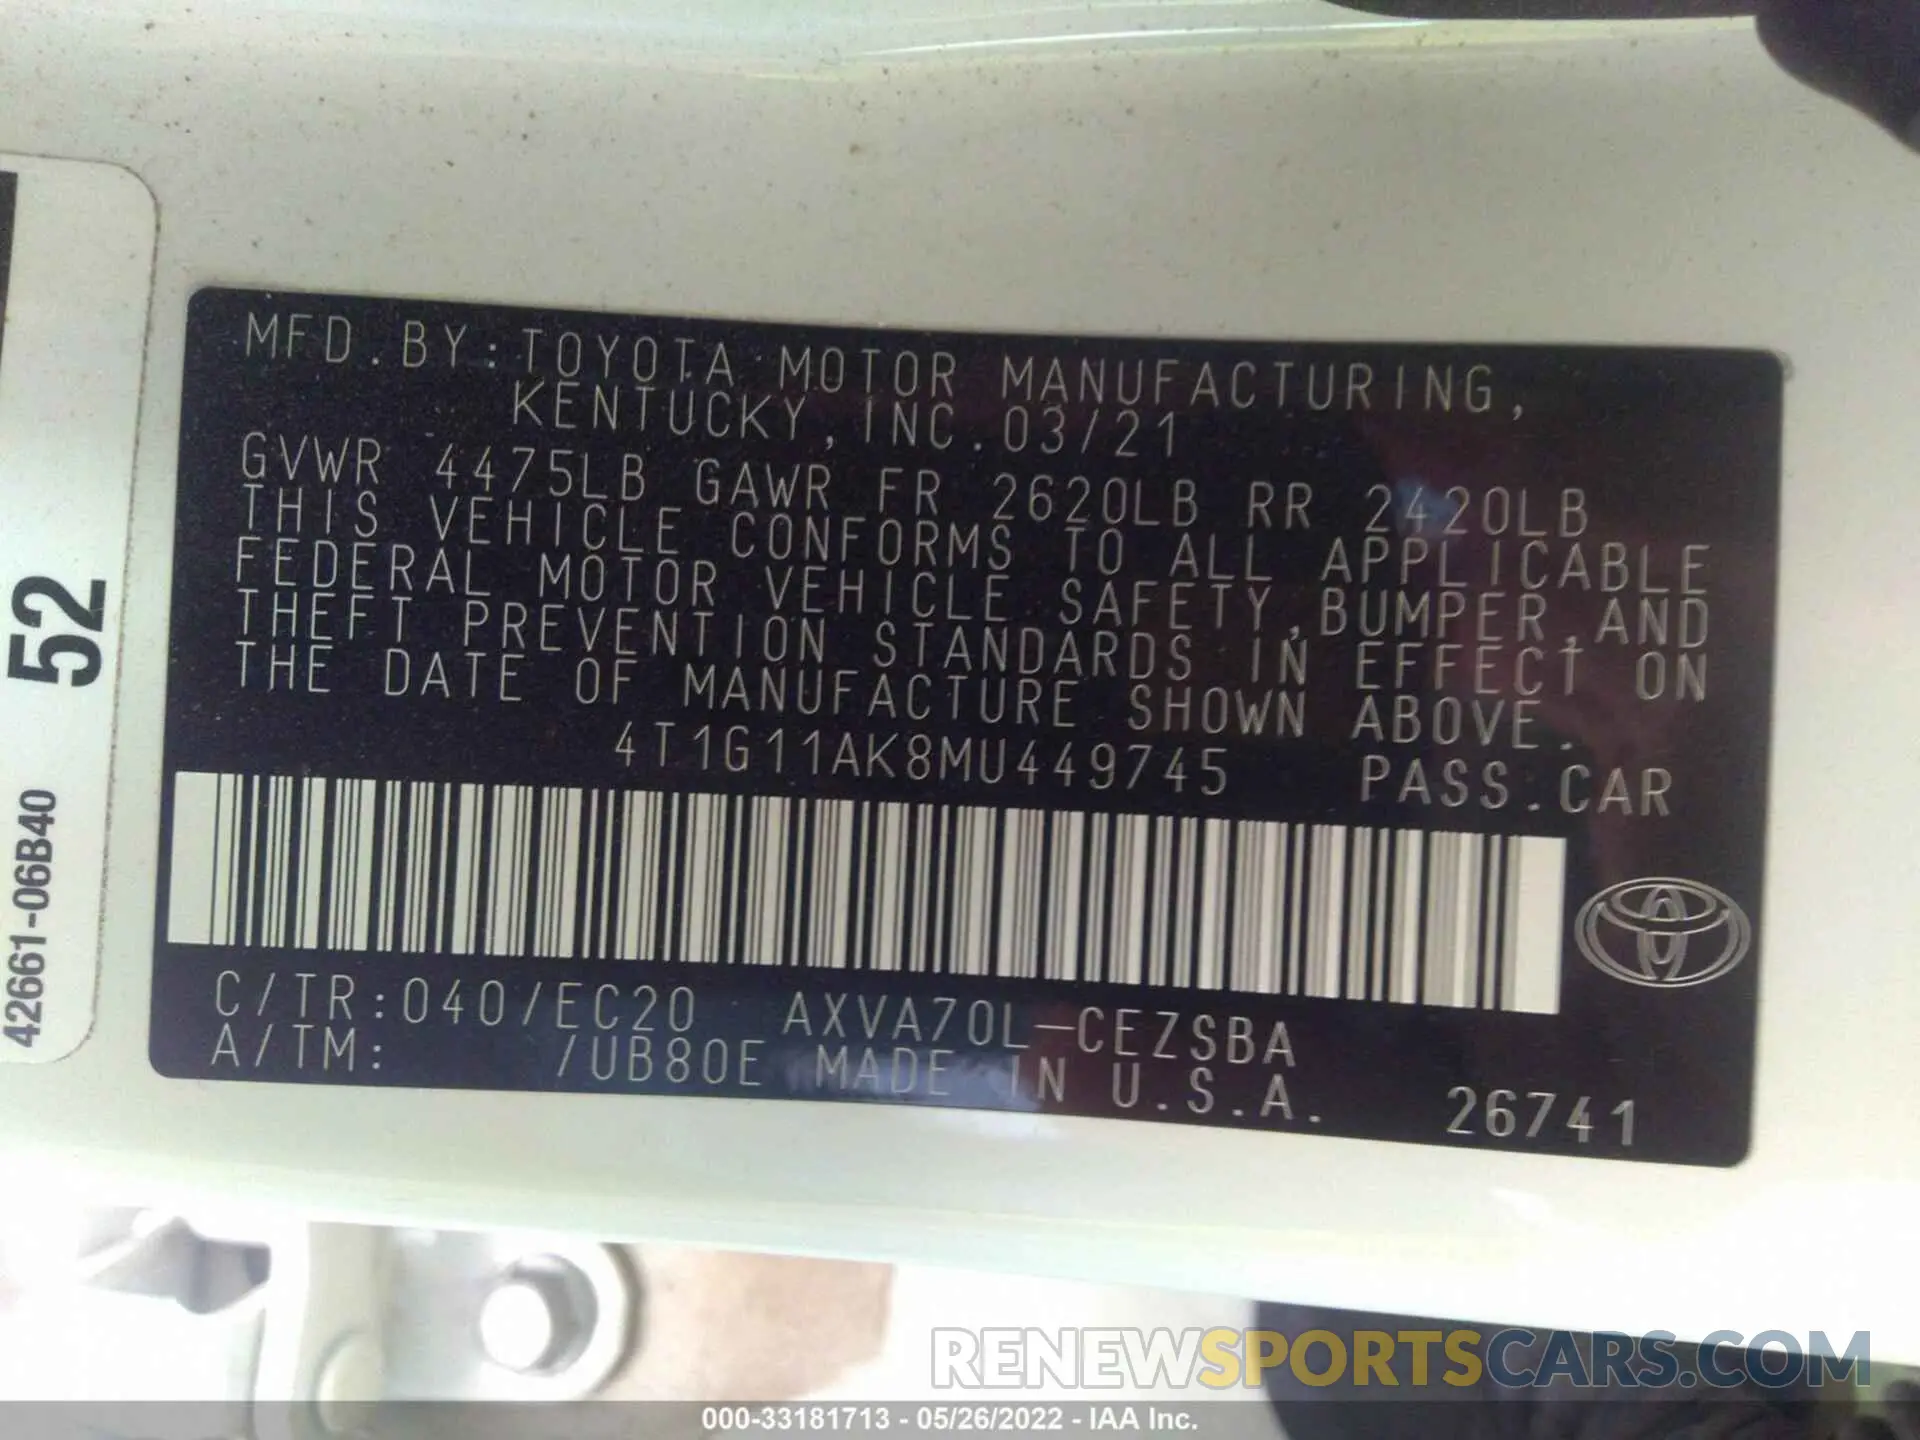 MFD.BY:TOYOTA MOTOR MANUFACTURING,
KENTUCKY,INC.03/21
GVWR 4475LB GAWR FR 2620LB RR 2420LB
THIS VEHICLE CONFORMS TO ALL APPLICABLE
FEDERAL MOTOR VEHICLE SAFETY,BUMPER,AND
THEFT PREVENTION STANDARDS IN EFFECT ON
THE DATE OF MANUFACTURE SHOWN ABOVE.
4T1G11AK8MU449745 PASS.CAR
C/TR:040/EC20 AXVA70L-CEZSBA
A/TM: /UB80E MADE IN U.S.A.
26741
52
42661-06B40
RENEWSPORTSCARS.COM
000-33181713 - 05/26/2022 - IAA Inc.